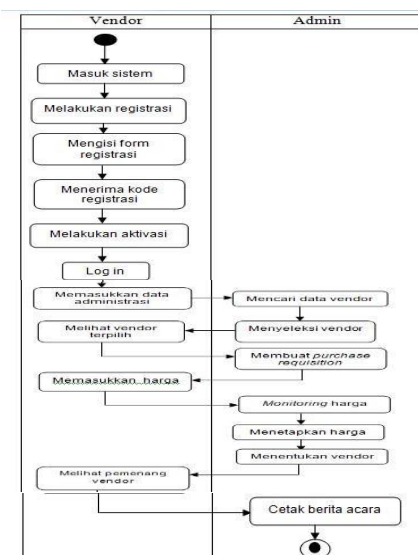 Vendor
Admin
Masuk sistem
Melakukan registrasi
Mengisi form
registrasi
Menerima kode
registrasi
Melakukan aktivasi
Log in
Memasukkan data
administrasi
Mencari data vendor
Melihat vendor
terpilih
Menyeleksi vendor
Membuat purchase
requisition
Memasukkan harga
Monitoring harga
Menetapkan harga
Menentukan vendor
Melihat pemenang
vendor
Cetak berita acara